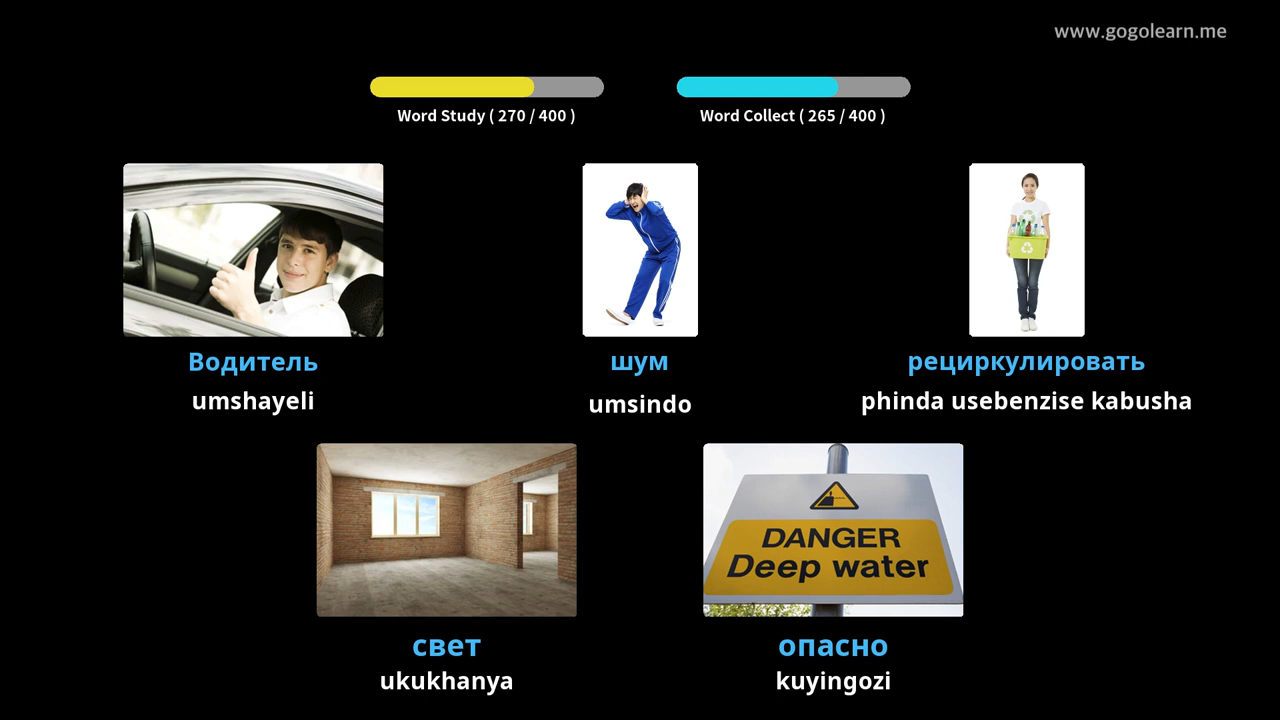 www.gogolearn.me
Word Study ( 270 / 400 )
Word Collect ( 265 / 400 )
Водитель
umshayeli
шум
umsindo
рециркулировать
phinda usebenzise kabusha
DANGER
Deep water
свет
ukukhanya
опасно
kuyingozi